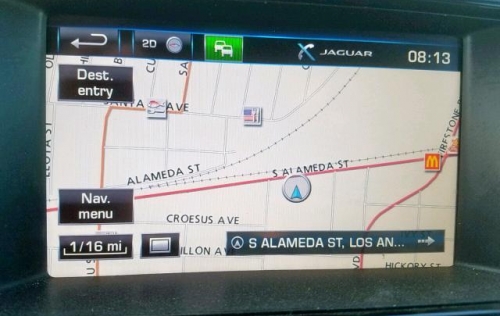 2D
JAGUAR
08:13
Dest.
entry
SANTA AVE
ALAMEDA ST
S ALAMEDA ST
FIRESTONE
Nav.
menu
CROESUS AVE
1/16 mi
S ALAMEDA ST, LOS AN...
HICKORY ST